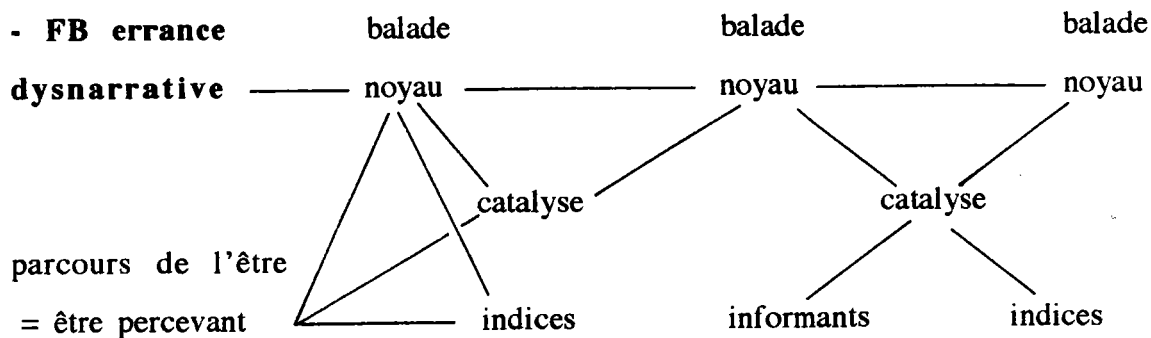 - FB errance balade balade balade
dysnarrative noyau noyau noyau
catalyse catalyse
parcours de l'être
= être percevant indices informants indices